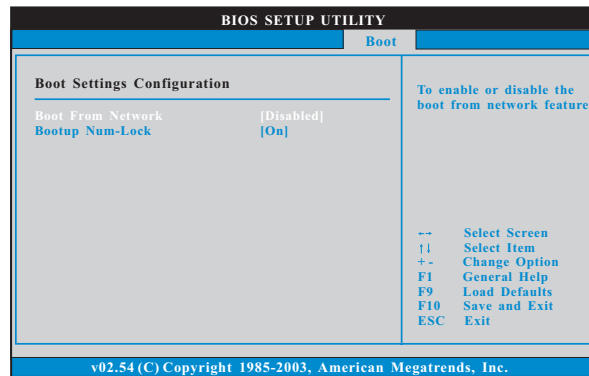 BIOS SETUP UTILITY
Boot
Boot Settings Configuration
Boot From Network [Disabled]
Bootup Num-Lock [On]
To enable or disable the
boot from network feature
←→ Select Screen
↑↓ Select Item
+ - Change Option
F1 General Help
F9 Load Defaults
F10 Save and Exit
ESC Exit
v02.54 (C) Copyright 1985-2003, American Megatrends, Inc.